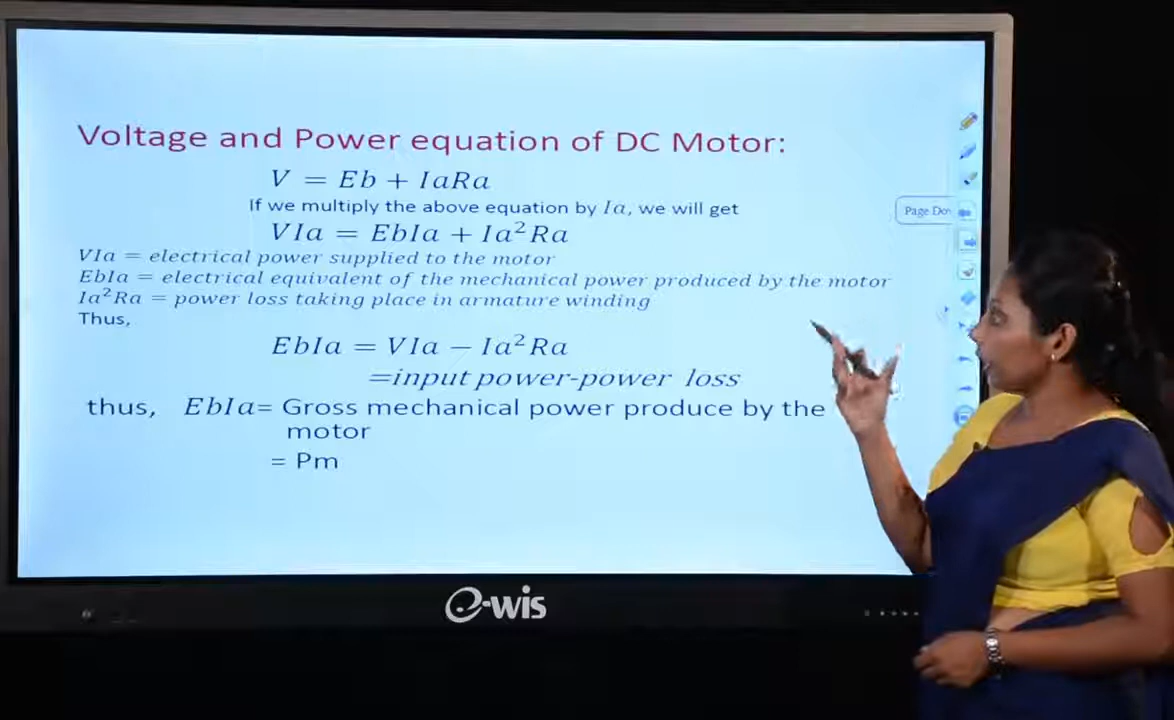 Voltage and Power equation of DC Motor:
V = Eb + IaRa
If we multiply the above equation by Ia, we will get
VIa = EbIa + Ia²Ra
VIa = electrical power supplied to the motor
EbIa = electrical equivalent of the mechanical power produced by the motor
Ia²Ra = power loss taking place in armature winding
Thus,
EbIa = VIa − Ia²Ra
=input power-power loss
thus, EbIa= Gross mechanical power produce by the
motor
= Pm
Page
e-wis